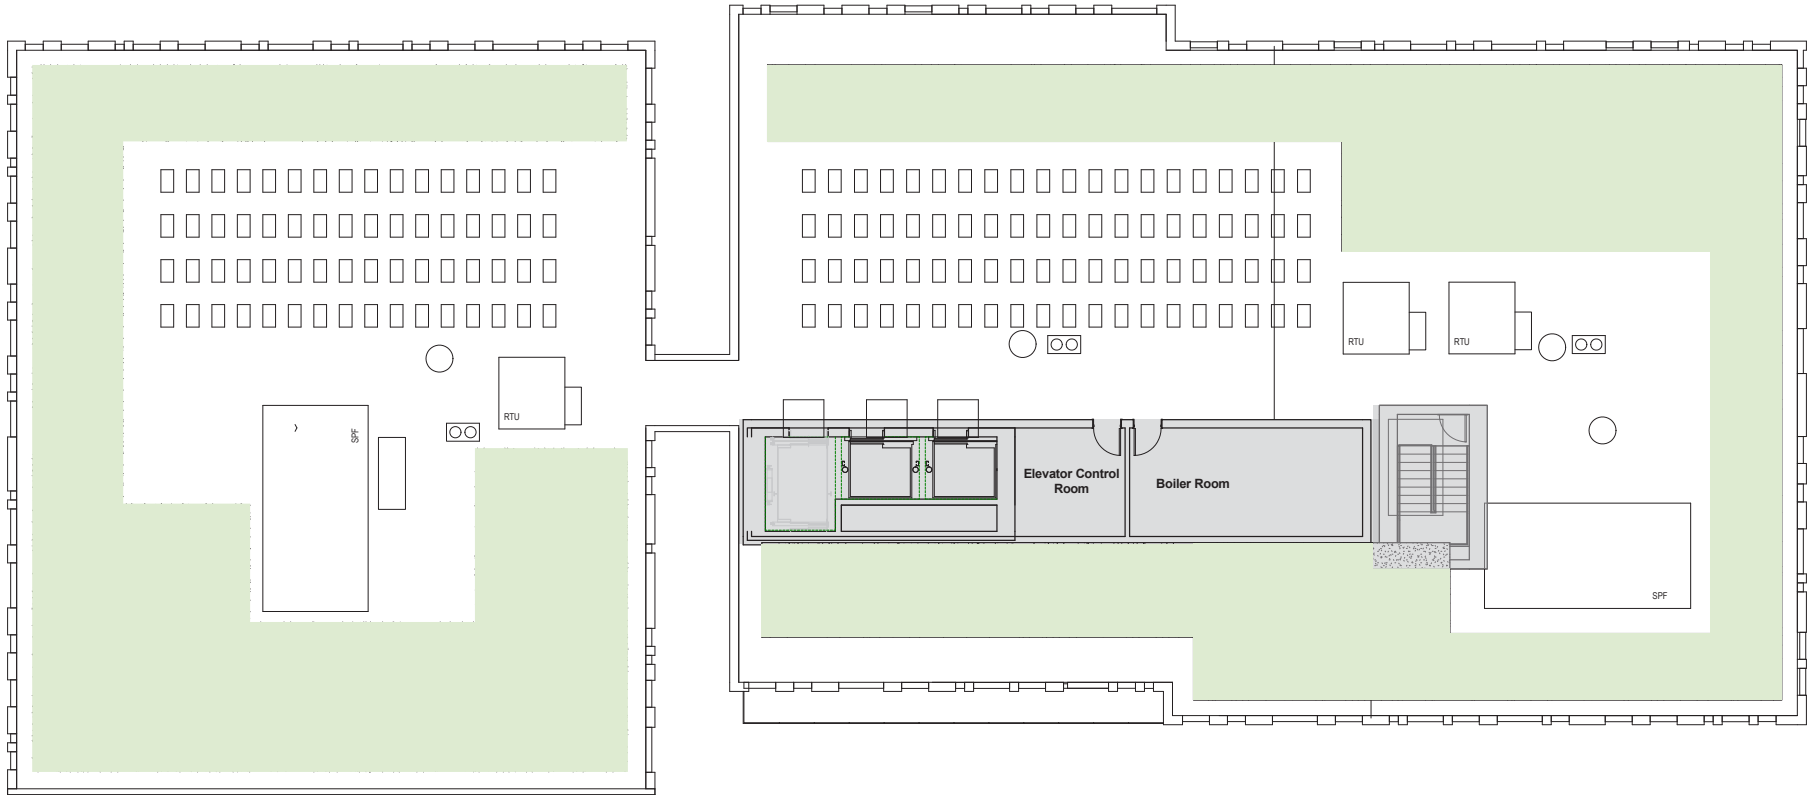 RTU
RTU
RTU
SPF
Elevator Control
Room
Boiler Room
SPF